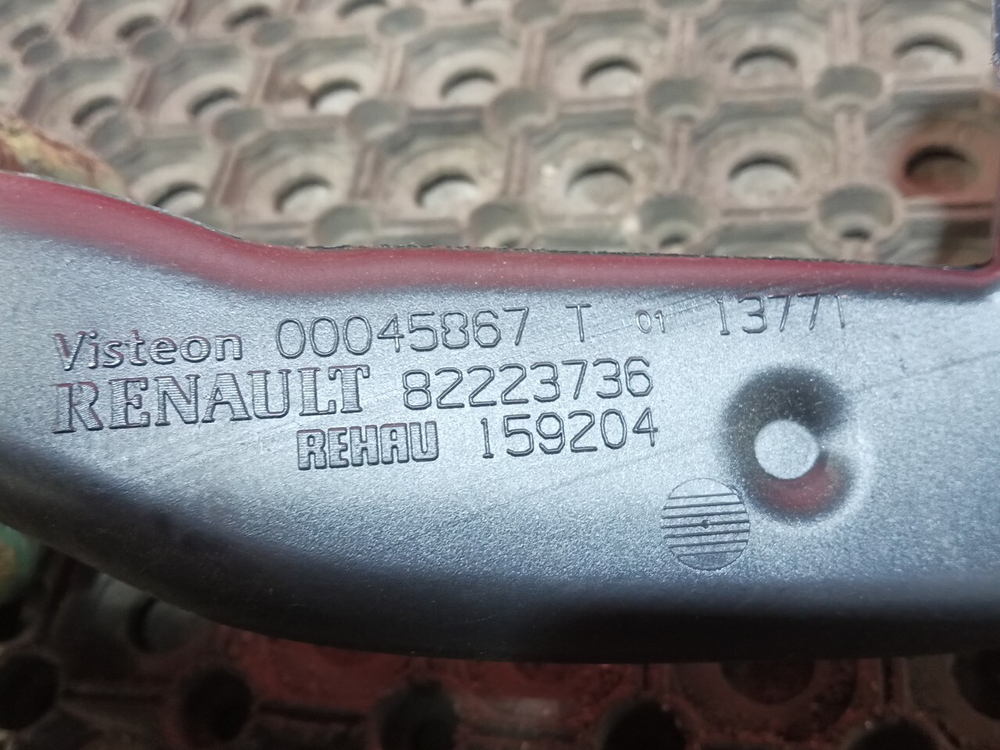 Visteon 00045867 T 01 13771
RENAULT 82223736
REHAU 159204